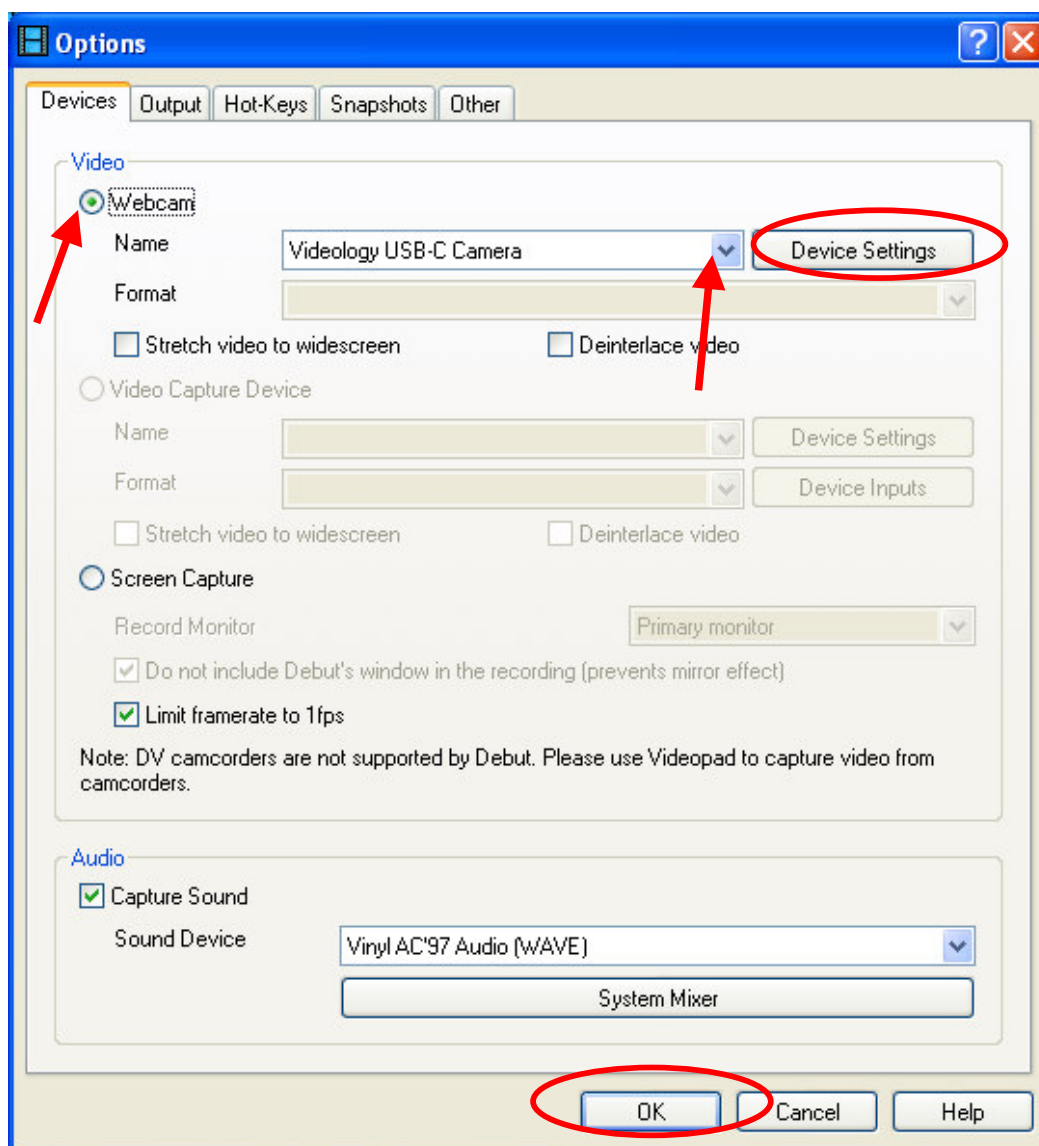 Options
Devices Output Hot-Keys Snapshots Other
Video
Webcam
Name Videology USB-C Camera Device Settings
Format
Stretch video to widescreen Deinterlace video
Video Capture Device
Name Device Settings
Format Device Inputs
Stretch video to widescreen Deinterlace video
Screen Capture
Record Monitor Primary monitor
Do not include Debut's window in the recording (prevents mirror effect)
Limit framerate to 1fps
Note: DV camcorders are not supported by Debut. Please use Videopad to capture video from
camcorders.
Audio
Capture Sound
Sound Device Vinyl AC'97 Audio (WAVE)
System Mixer
OK Cancel Help